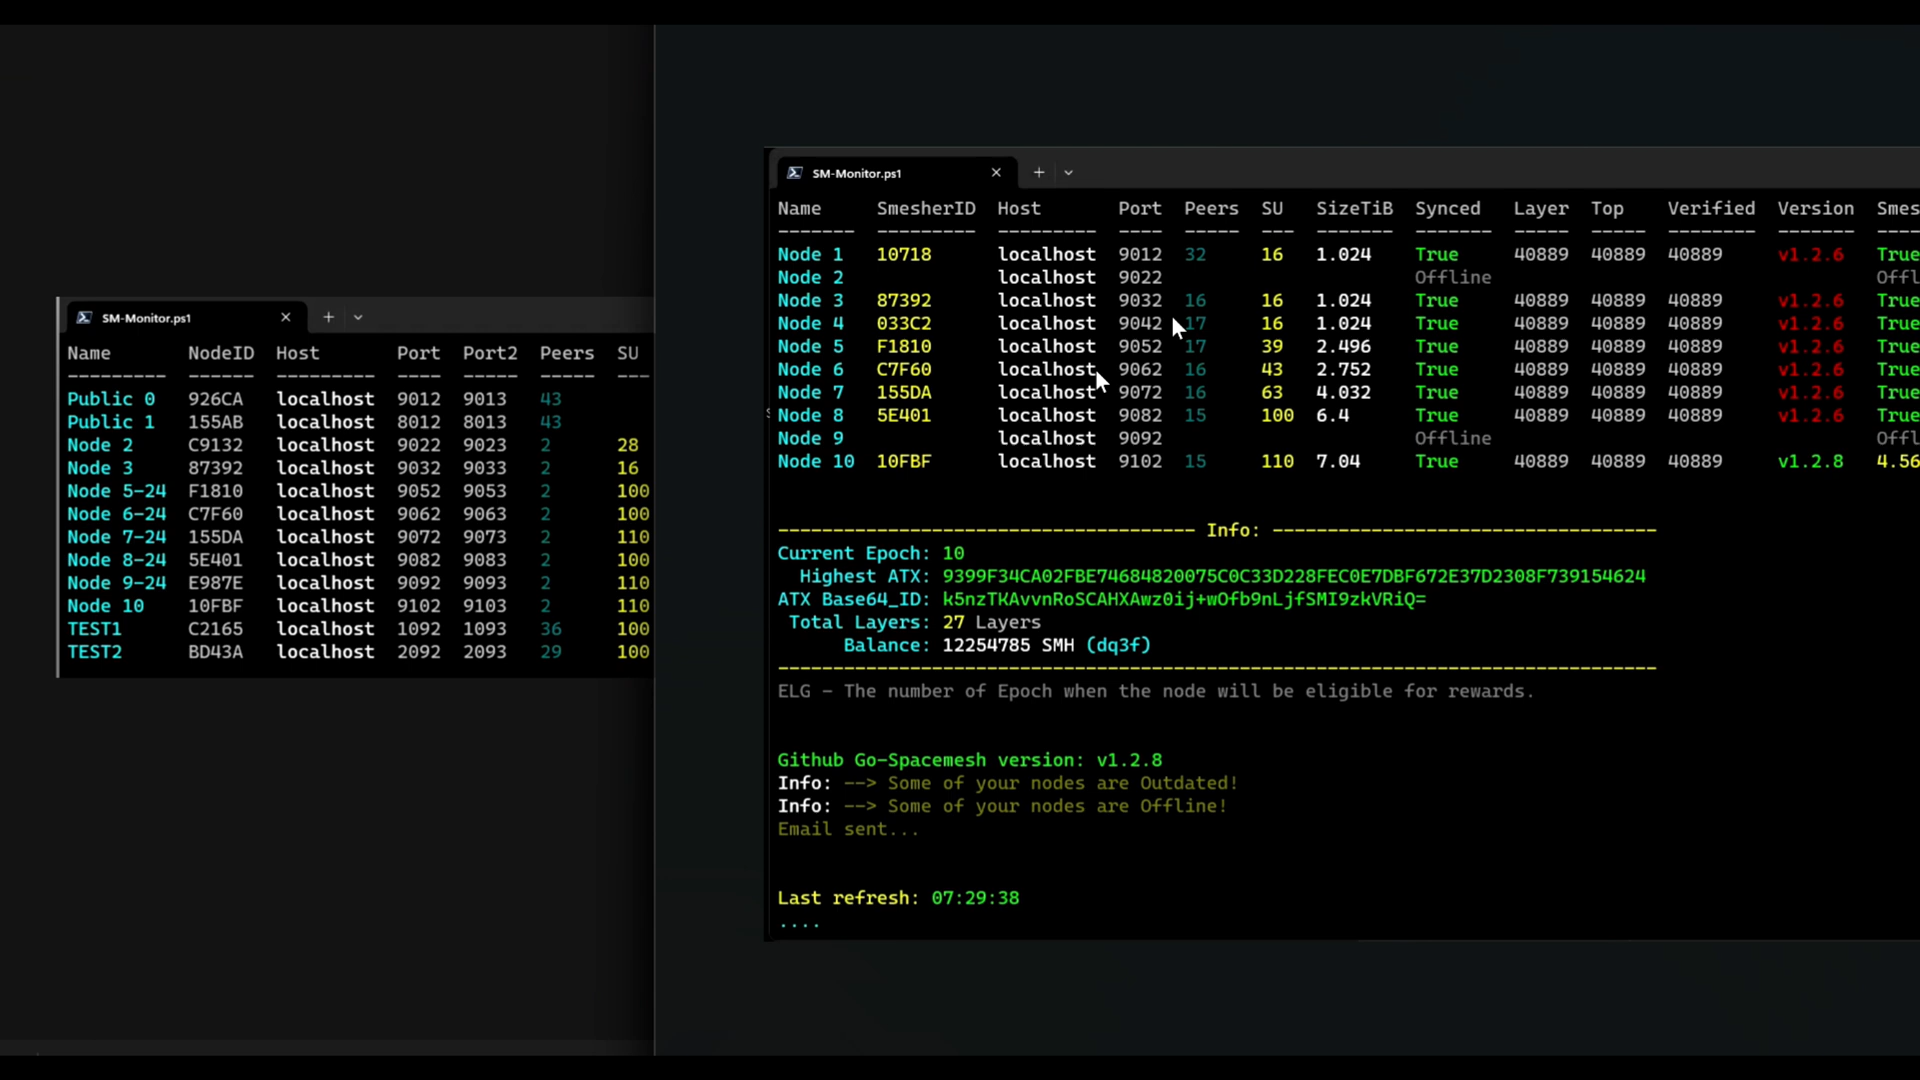 SM-Monitor.ps1
Name NodeID Host Port Port2 Peers SU
Public 0 926CA localhost 9012 9013 43
Public 1 155AB localhost 8012 8013 43
Node 2 C9132 localhost 9022 9023 2 28
Node 3 87392 localhost 9032 9033 2 16
Node 5-24 F1810 localhost 9052 9053 2 100
Node 6-24 C7F60 localhost 9062 9063 2 100
Node 7-24 155DA localhost 9072 9073 2 110
Node 8-24 5E401 localhost 9082 9083 2 100
Node 9-24 E987E localhost 9092 9093 2 110
Node 10 10FBF localhost 9102 9103 2 110
TEST1 C2165 localhost 1092 1093 36 100
TEST2 BD43A localhost 2092 2093 29 100
SM-Monitor.ps1
Name SmesherID Host Port Peers SU SizeTiB Synced Layer Top Verified Version Smes
Node 1 10718 localhost 9012 32 16 1.024 True 40889 40889 40889 v1.2.6 True
Node 2 localhost 9022 Offline Offl
Node 3 87392 localhost 9032 16 16 1.024 True 40889 40889 40889 v1.2.6 True
Node 4 033C2 localhost 9042 17 16 1.024 True 40889 40889 40889 v1.2.6 True
Node 5 F1810 localhost 9052 17 39 2.496 True 40889 40889 40889 v1.2.6 True
Node 6 C7F60 localhost 9062 16 43 2.752 True 40889 40889 40889 v1.2.6 True
Node 7 155DA localhost 9072 16 63 4.032 True 40889 40889 40889 v1.2.6 True
Node 8 5E401 localhost 9082 15 100 6.4 True 40889 40889 40889 v1.2.6 True
Node 9 localhost 9092 Offline Offl
Node 10 10FBF localhost 9102 15 110 7.04 True 40889 40889 40889 v1.2.8 4.56
-------------------------------------- Info: -----------------------------------
Current Epoch: 10
Highest ATX: 9399F34CA02FBE74684820075C0C33D228FEC0E7DBF672E37D2308F739154624
ATX Base64_ID: k5nzTKAvvnRoSCAHXAwz0ij+wOfb9nLjfSMI9zkVRiQ=
Total Layers: 27 Layers
Balance: 12254785 SMH (dq3f)
--------------------------------------------------------------------------------
ELG - The number of Epoch when the node will be eligible for rewards.
Github Go-Spacemesh version: v1.2.8
Info: --> Some of your nodes are Outdated!
Info: --> Some of your nodes are Offline!
Email sent...
Last refresh: 07:29:38
....